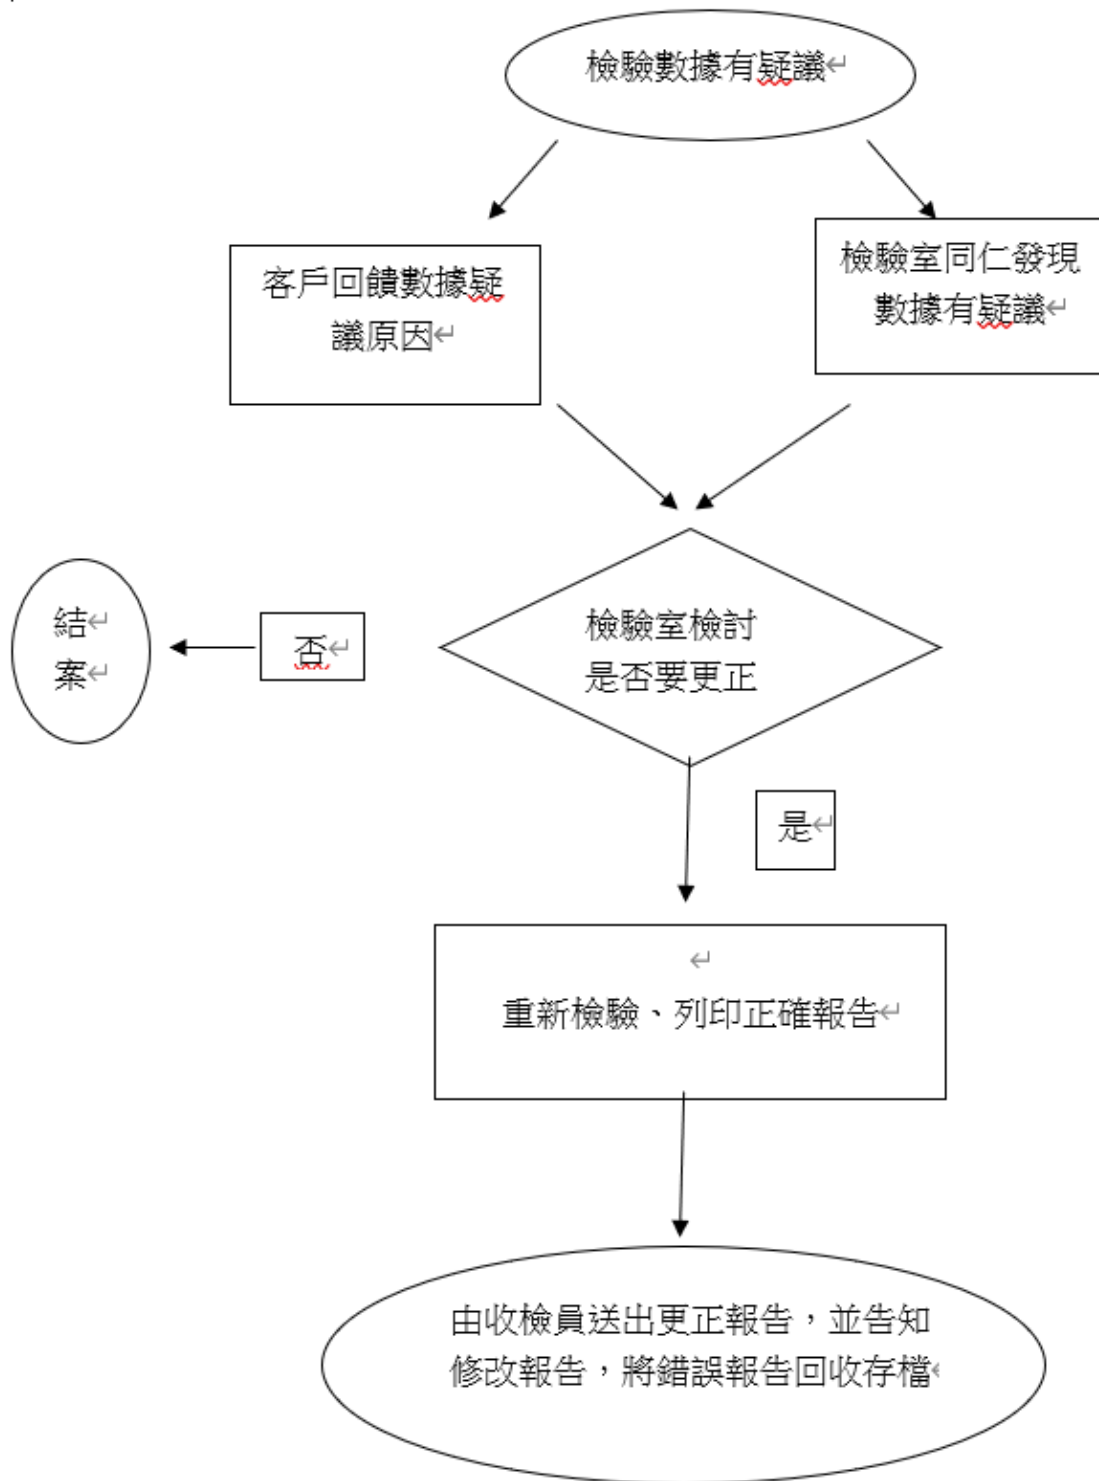 檢驗數據有疑議
客戶回饋數據疑
議原因
檢驗室同仁發現
數據有疑議
檢驗室檢討
是否要更正
否
結
案
是
重新檢驗、列印正確報告
由收檢員送出更正報告，並告知
修改報告，將錯誤報告回收存檔